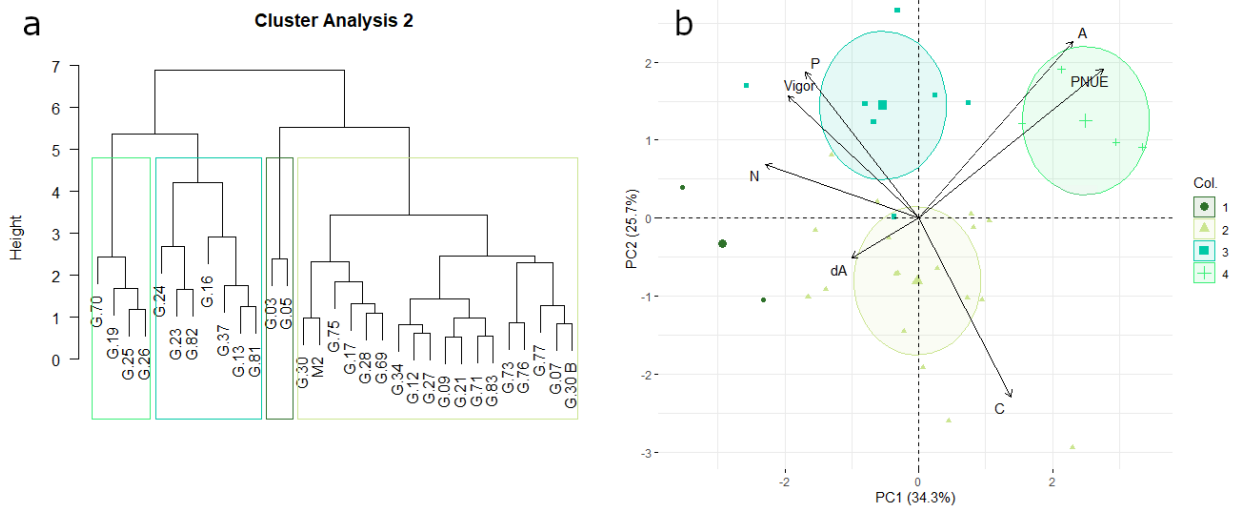 a
Cluster Analysis 2
Height
7
6
5
4
3
2
1
0
G.70
G.19
G.25
G.26
G.24
G.23
G.82
G.16
G.37
G.13
G.81
G.03
G.05
G.30
M2
G.75
G.17
G.28
G.69
G.34
G.12
G.27
G.09
G.21
G.71
G.83
G.73
G.76
G.77
G.07
G.30 B
b
A
P
PNUE
Vigor
N
dA
C
PC2 (25.7%)
2
1
0
-1
-2
-3
-2
0
2
PC1 (34.3%)
Col.
1
2
3
4